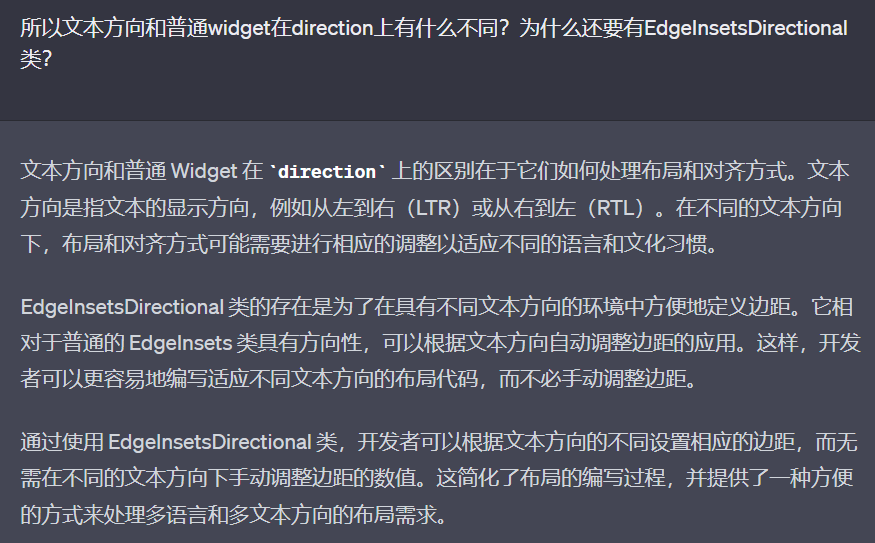 所以文本方向和普通widget在direction上有什么不同？为什么还要有EdgeInsetsDirectional
类？
文本方向和普通 Widget 在 `direction` 上的区别在于它们如何处理布局和对齐方式。文本
方向是指文本的显示方向，例如从左到右（LTR）或从右到左（RTL）。在不同的文本方向
下，布局和对齐方式可能需要进行相应的调整以适应不同的语言和文化习惯。
EdgeInsetsDirectional 类的存在是为了在具有不同文本方向的环境中方便地定义边距。它相
对于普通的 EdgeInsets 类具有方向性，可以根据文本方向自动调整边距的应用。这样，开发
者可以更容易地编写适应不同文本方向的布局代码，而不必手动调整边距。
通过使用 EdgeInsetsDirectional 类，开发者可以根据文本方向的不同设置相应的边距，而无
需在不同的文本方向下手动调整边距的数值。这简化了布局的编写过程，并提供了一种方便
的方式来处理多语言和多文本方向的布局需求。